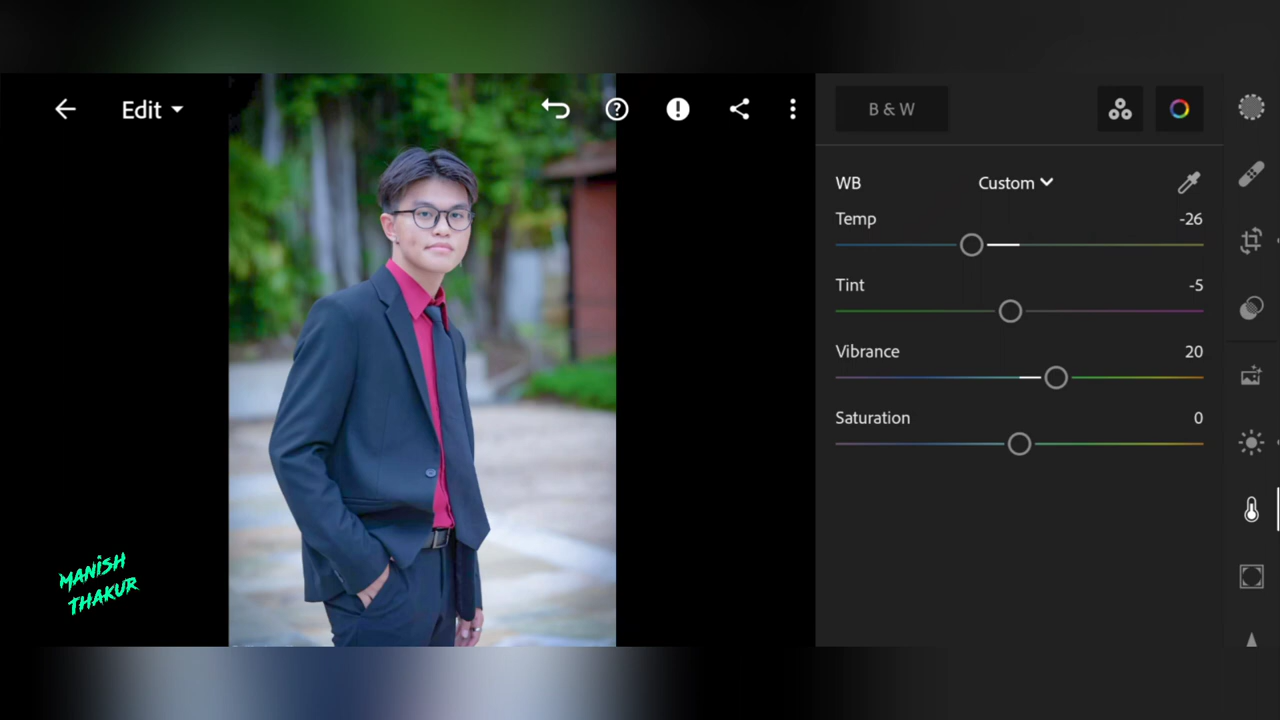 Edit
B & W
WB
Custom
Temp
-26
Tint
-5
Vibrance
20
Saturation
0
MANISH
THAKUR